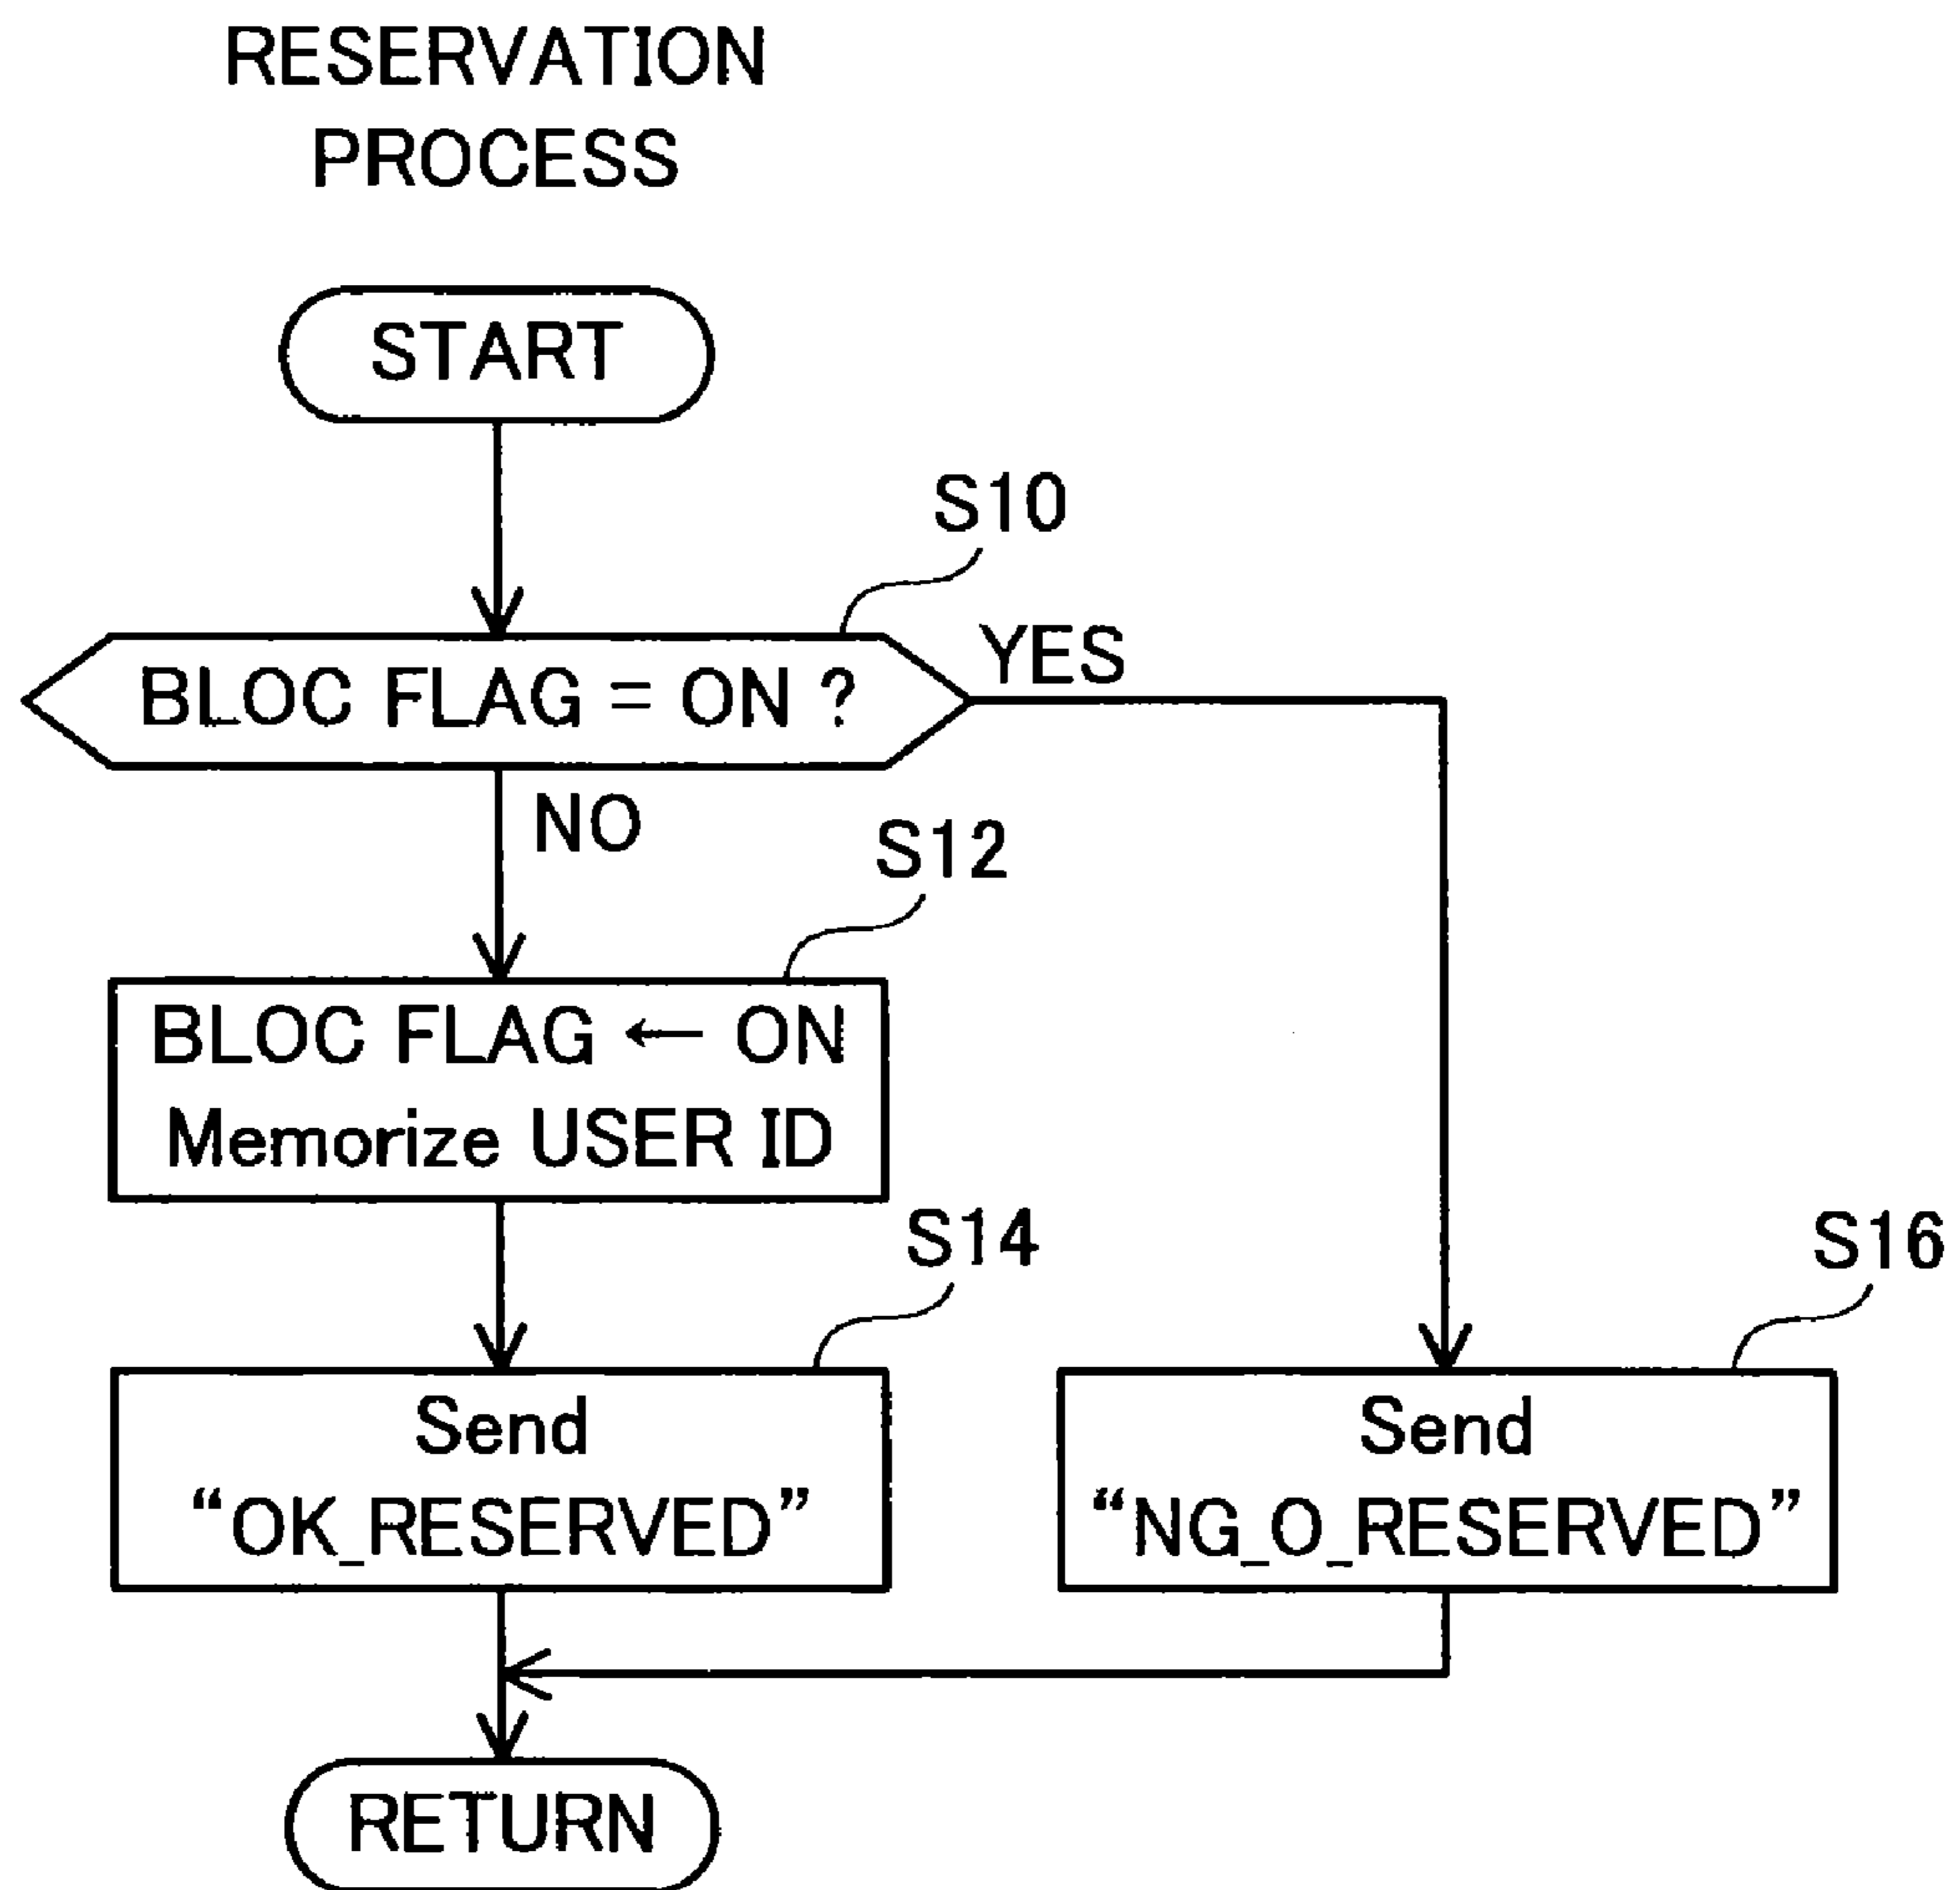 RESERVATION
PROCESS
START
S10
BLOC FLAG = ON ?
YES
NO
S12
BLOC FLAG ← ON
Memorize USER ID
S14
Send
“OK_RESERVED”
S16
Send
“NG_O_RESERVED”
RETURN